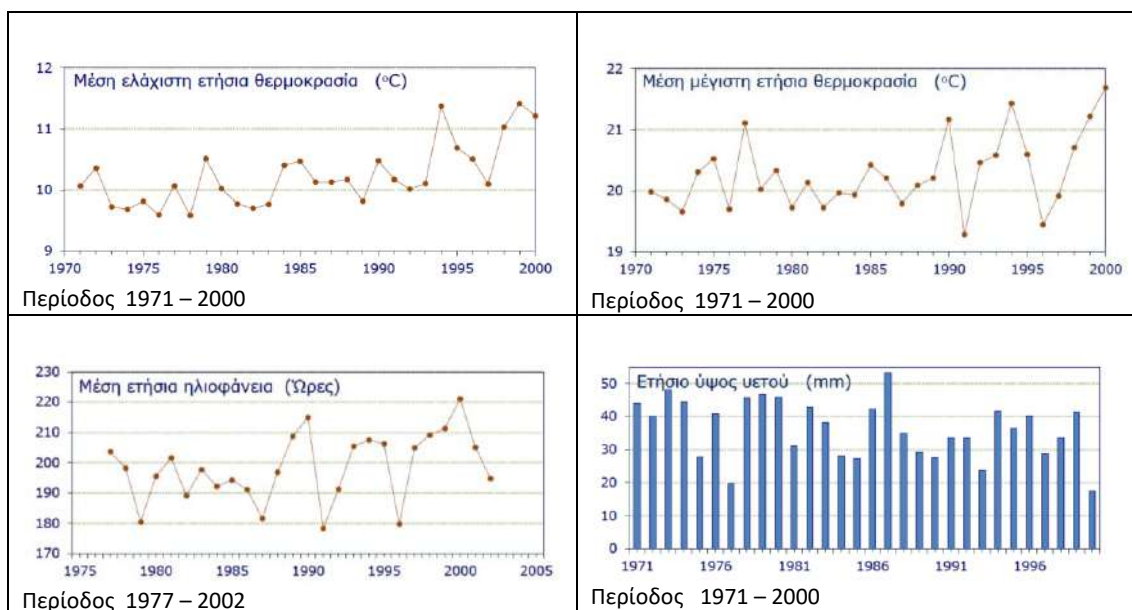 Μέση ελάχιστη ετήσια θερμοκρασία (°C)
12
11
10
9
1970 1975 1980 1985 1990 1995 2000
Περίοδος 1971 – 2000
Μέση μέγιστη ετήσια θερμοκρασία (°C)
22
21
20
19
1970 1975 1980 1985 1990 1995 2000
Περίοδος 1971 – 2000
Μέση ετήσια ηλιοφάνεια (Ώρες)
230
220
210
200
190
180
170
1975 1980 1985 1990 1995 2000 2005
Περίοδος 1977 – 2002
Ετήσιο ύψος υετού (mm)
50
40
30
20
10
0
1971 1976 1981 1986 1991 1996
Περίοδος 1971 – 2000